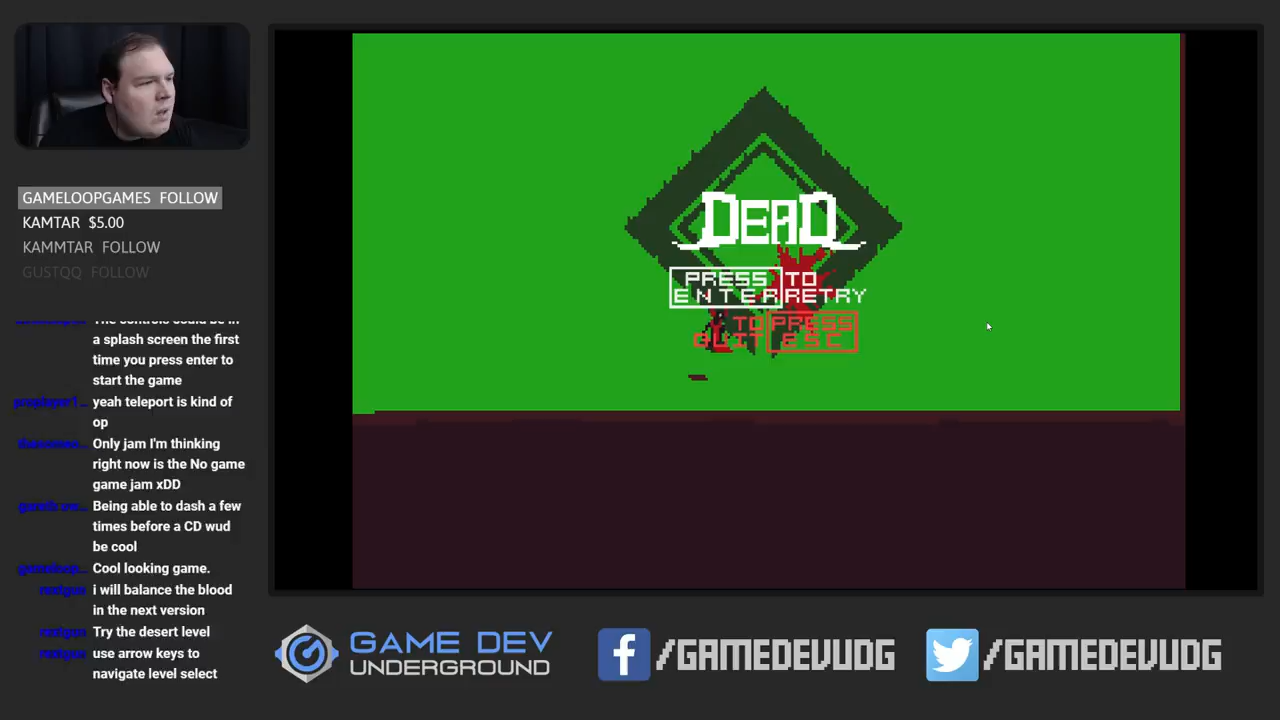 GAMELOOPGAMES FOLLOW
KAMTAR $5.00
KAMMTAR FOLLOW
GUSTQQ FOLLOW
The controls could be in
a splash screen the first
time you press enter to
start the game
yeah teleport is kind of
op
Only jam I'm thinking
right now is the No game
game jam xDD
Being able to dash a few
times before a CD wud
be cool
Cool looking game.
i will balance the blood
in the next version
Try the desert level
use arrow keys to
navigate level select
DEAD
PRESS TO
ENTER RETRY
TO PRESS
QUIT ESC
GAME DEV
UNDERGROUND
/GAMEDEVUDG
/GAMEDEVUDG